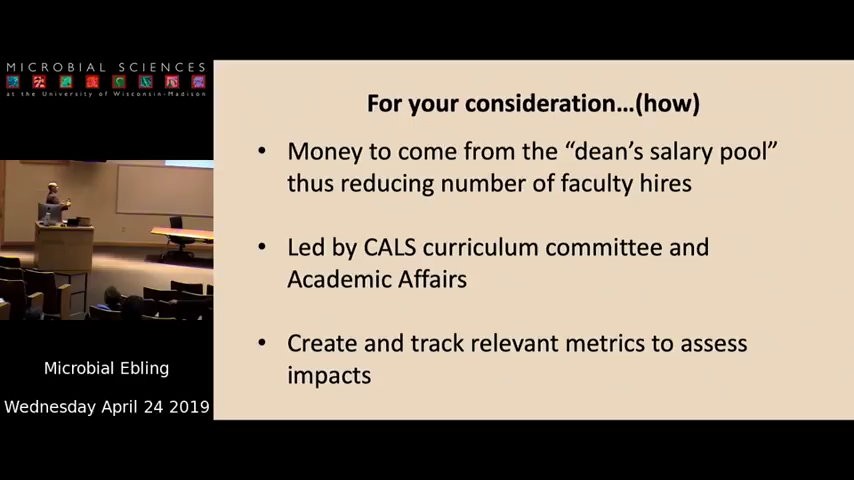 MICROBIAL SCIENCES
at the University of Wisconsin-Madison
For your consideration...(how)
• Money to come from the “dean’s salary pool”
thus reducing number of faculty hires
• Led by CALS curriculum committee and
Academic Affairs
• Create and track relevant metrics to assess
impacts
Microbial Ebling
Wednesday April 24 2019